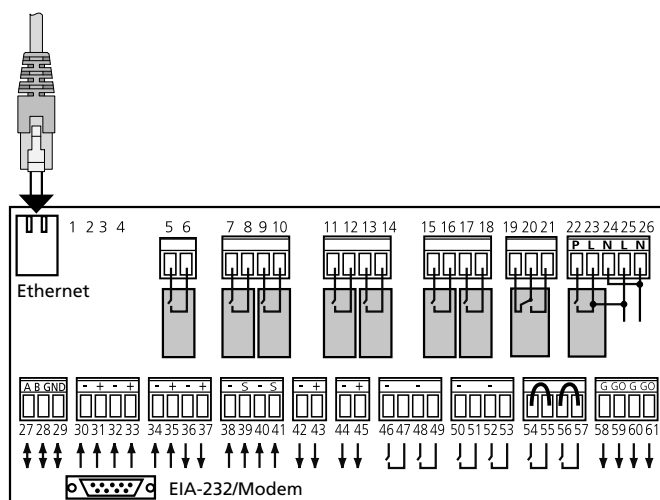 1 2 3 4 5 6 7 8 9 10 11 12 13 14 15 16 17 18 19 20 21 22 23 24 25 26
P L N L N
Ethernet
A B GND - + - + - + - + - S - S - + - + - - - G GO G GO
27 28 29 30 31 32 33 34 35 36 37 38 39 40 41 42 43 44 45 46 47 48 49 50 51 52 53 54 55 56 57 58 59 60 61
EIA-232/Modem